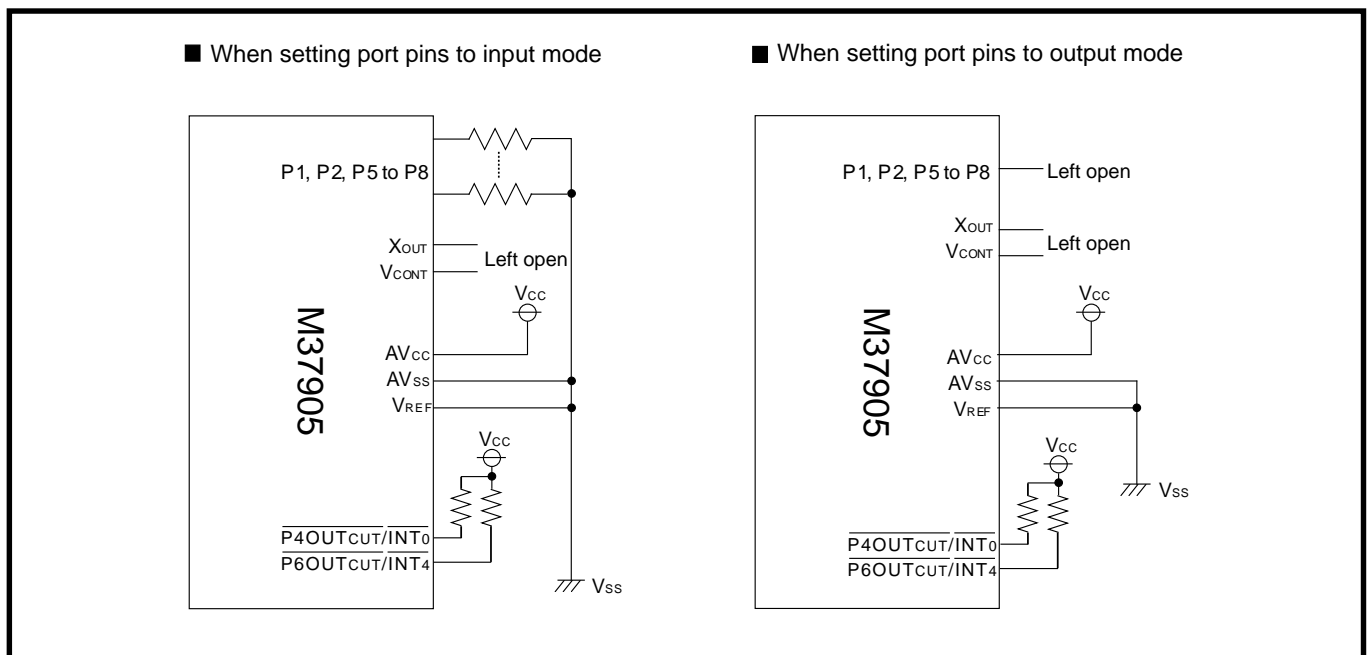 ■ When setting port pins to input mode
P1, P2, P5 to P8
XOUT
VCONT
Left open
VCC
M37905
AVCC
AVSS
VREF
VCC
P4OUTCUT/INT0
P6OUTCUT/INT4
VSS
■ When setting port pins to output mode
P1, P2, P5 to P8
Left open
XOUT
VCONT
Left open
VCC
M37905
AVCC
AVSS
VREF
VCC
VSS
P4OUTCUT/INT0
P6OUTCUT/INT4